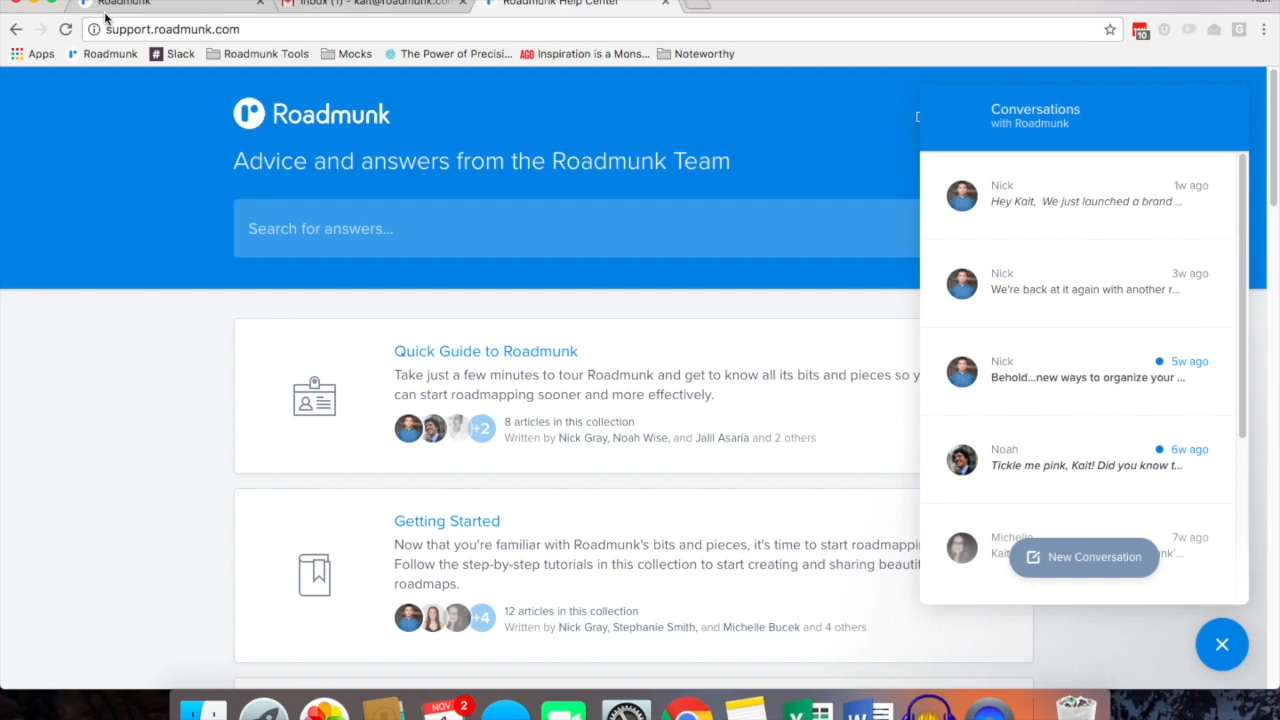 Roadmunk
Inbox (1) - kait@roadmunk.com
Roadmunk Help Center
support.roadmunk.com
10
G
Apps
Roadmunk
Slack
Roadmunk Tools
Mocks
The Power of Precisi...
AGO Inspiration is a Mons...
Noteworthy
Roadmunk
Advice and answers from the Roadmunk Team
Search for answers...
Quick Guide to Roadmunk
Take just a few minutes to tour Roadmunk and get to know all its bits and pieces so y
can start roadmapping sooner and more effectively.
+2
8 articles in this collection
Written by Nick Gray, Noah Wise, and Jalil Asaria and 2 others
Getting Started
Now that you're familiar with Roadmunk's bits and pieces, it's time to start roadmappi
Follow the step-by-step tutorials in this collection to start creating and sharing beautif
roadmaps.
+4
12 articles in this collection
Written by Nick Gray, Stephanie Smith, and Michelle Bucek and 4 others
Conversations
with Roadmunk
Nick 1w ago
Hey Kait, We just launched a brand ...
Nick 3w ago
We're back at it again with another r...
Nick 5w ago
Behold...new ways to organize your ...
Noah 6w ago
Tickle me pink, Kait! Did you know t...
Michelle 7w ago
New Conversation
NOV
2